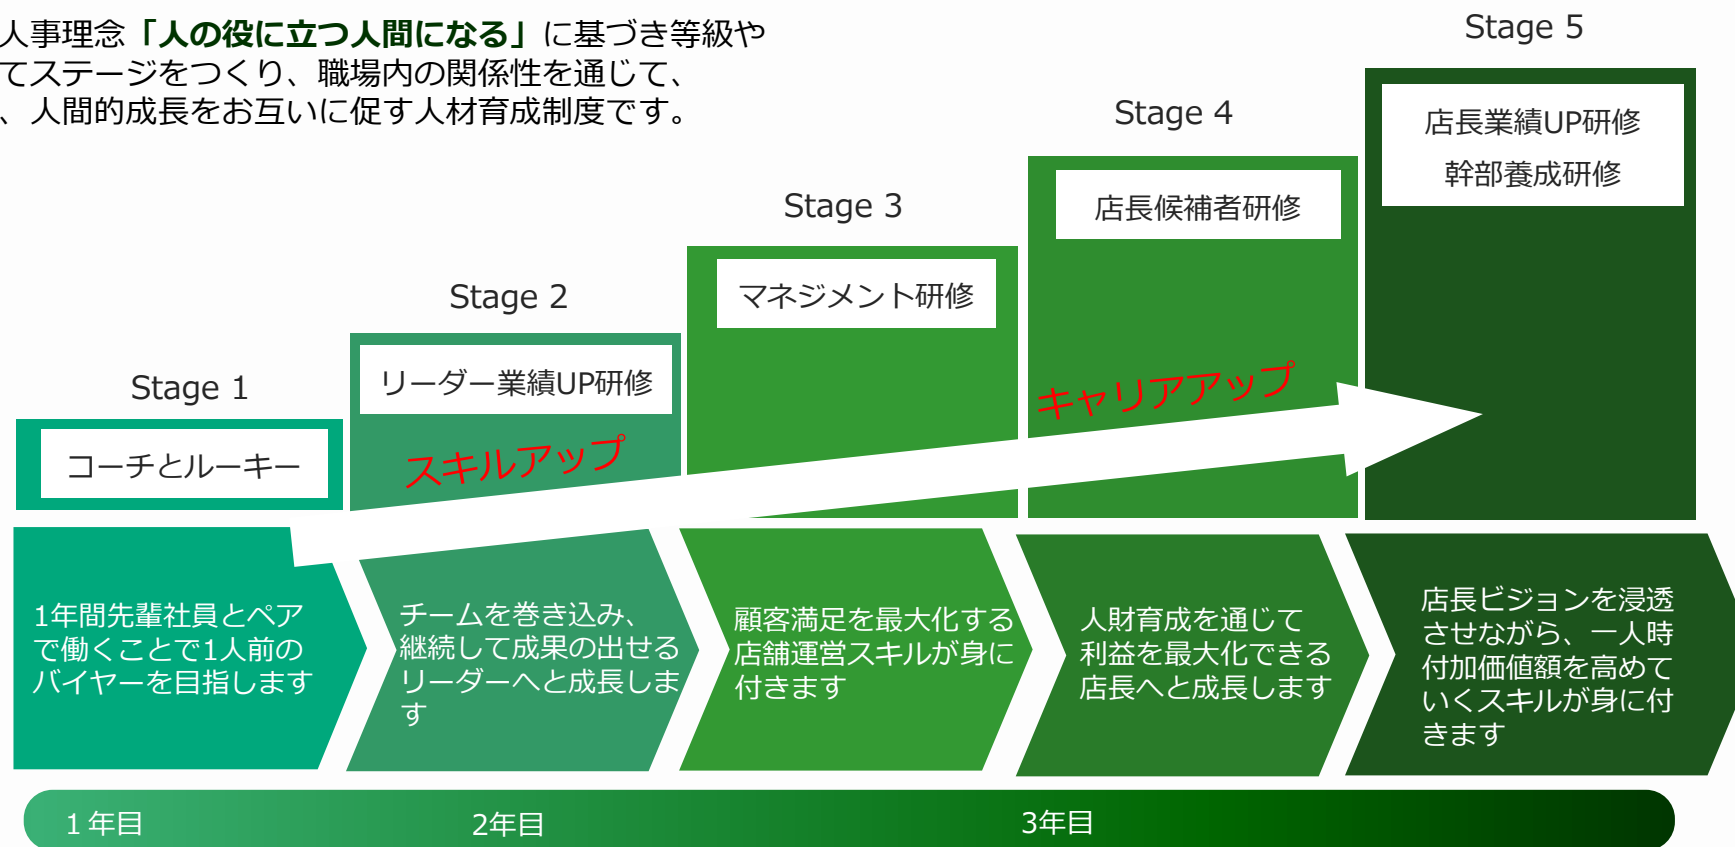 人事理念「人の役に立つ人間になる」に基づき等級や
てステージをつくり、職場内の関係性を通じて、
、人間的成長をお互いに促す人材育成制度です。
Stage 1
コーチとルーキー
Stage 2
リーダー業績UP研修
Stage 3
マネジメント研修
Stage 4
店長候補者研修
Stage 5
店長業績UP研修
幹部養成研修
スキルアップ
キャリアアップ
1年間先輩社員とペア
で働くことで1人前の
バイヤーを目指します
チームを巻き込み、
継続して成果の出せる
リーダーへと成長しま
す
顧客満足を最大化する
店舗運営スキルが身に
付きます
人財育成を通じて
利益を最大化できる
店長へと成長します
店長ビジョンを浸透
させながら、一人時
付加価値額を高めて
いくスキルが身に付
きます
１年目
2年目
3年目